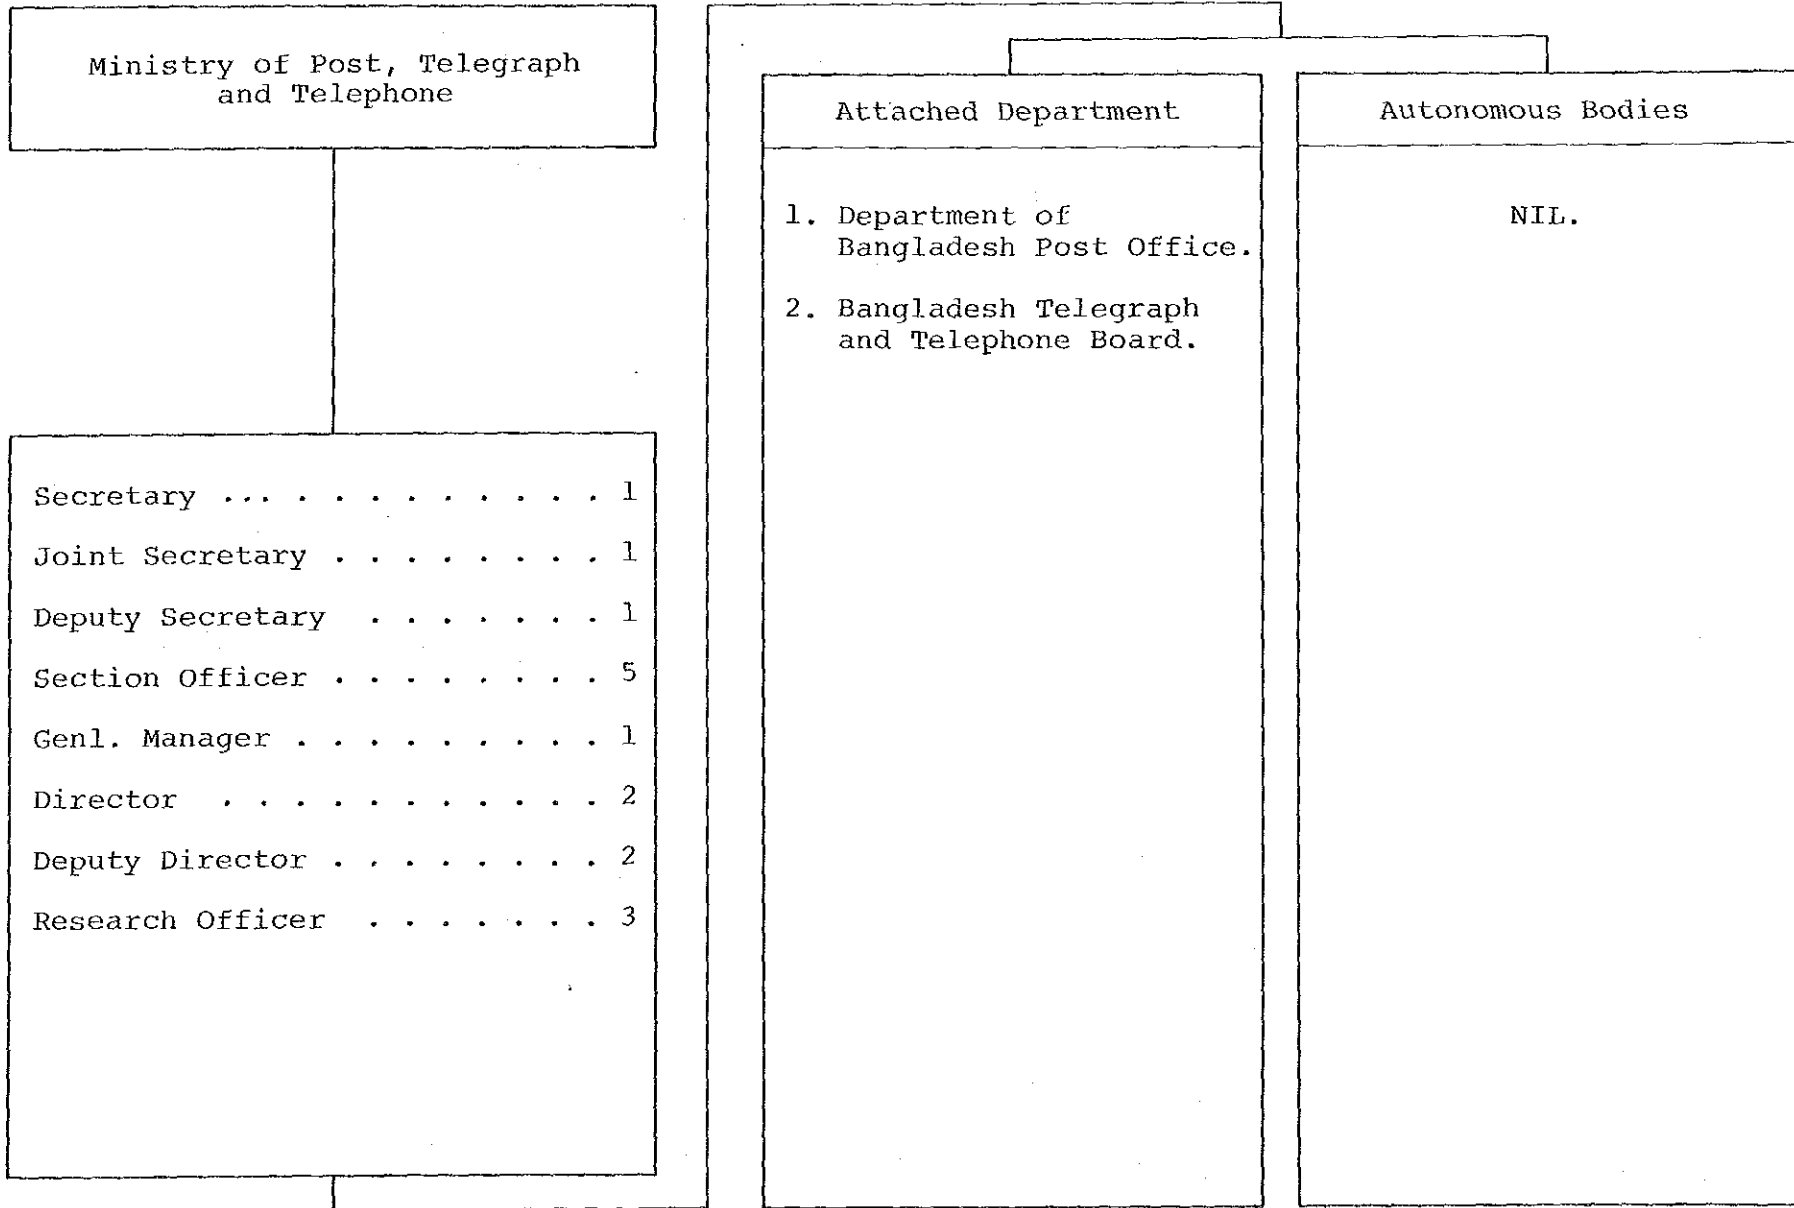 Ministry of Post, Telegraph
and Telephone
Secretary ... . . . . . . . . . 1
Joint Secretary . . . . . . . . 1
Deputy Secretary . . . . . . . 1
Section Officer . . . . . . . . 5
Genl. Manager . . . . . . . . . 1
Director . . . . . . . . . . . 2
Deputy Director . . . . . . . . 2
Research Officer . . . . . . . 3
Attached Department
1. Department of
Bangladesh Post Office.
2. Bangladesh Telegraph
and Telephone Board.
Autonomous Bodies
NIL.